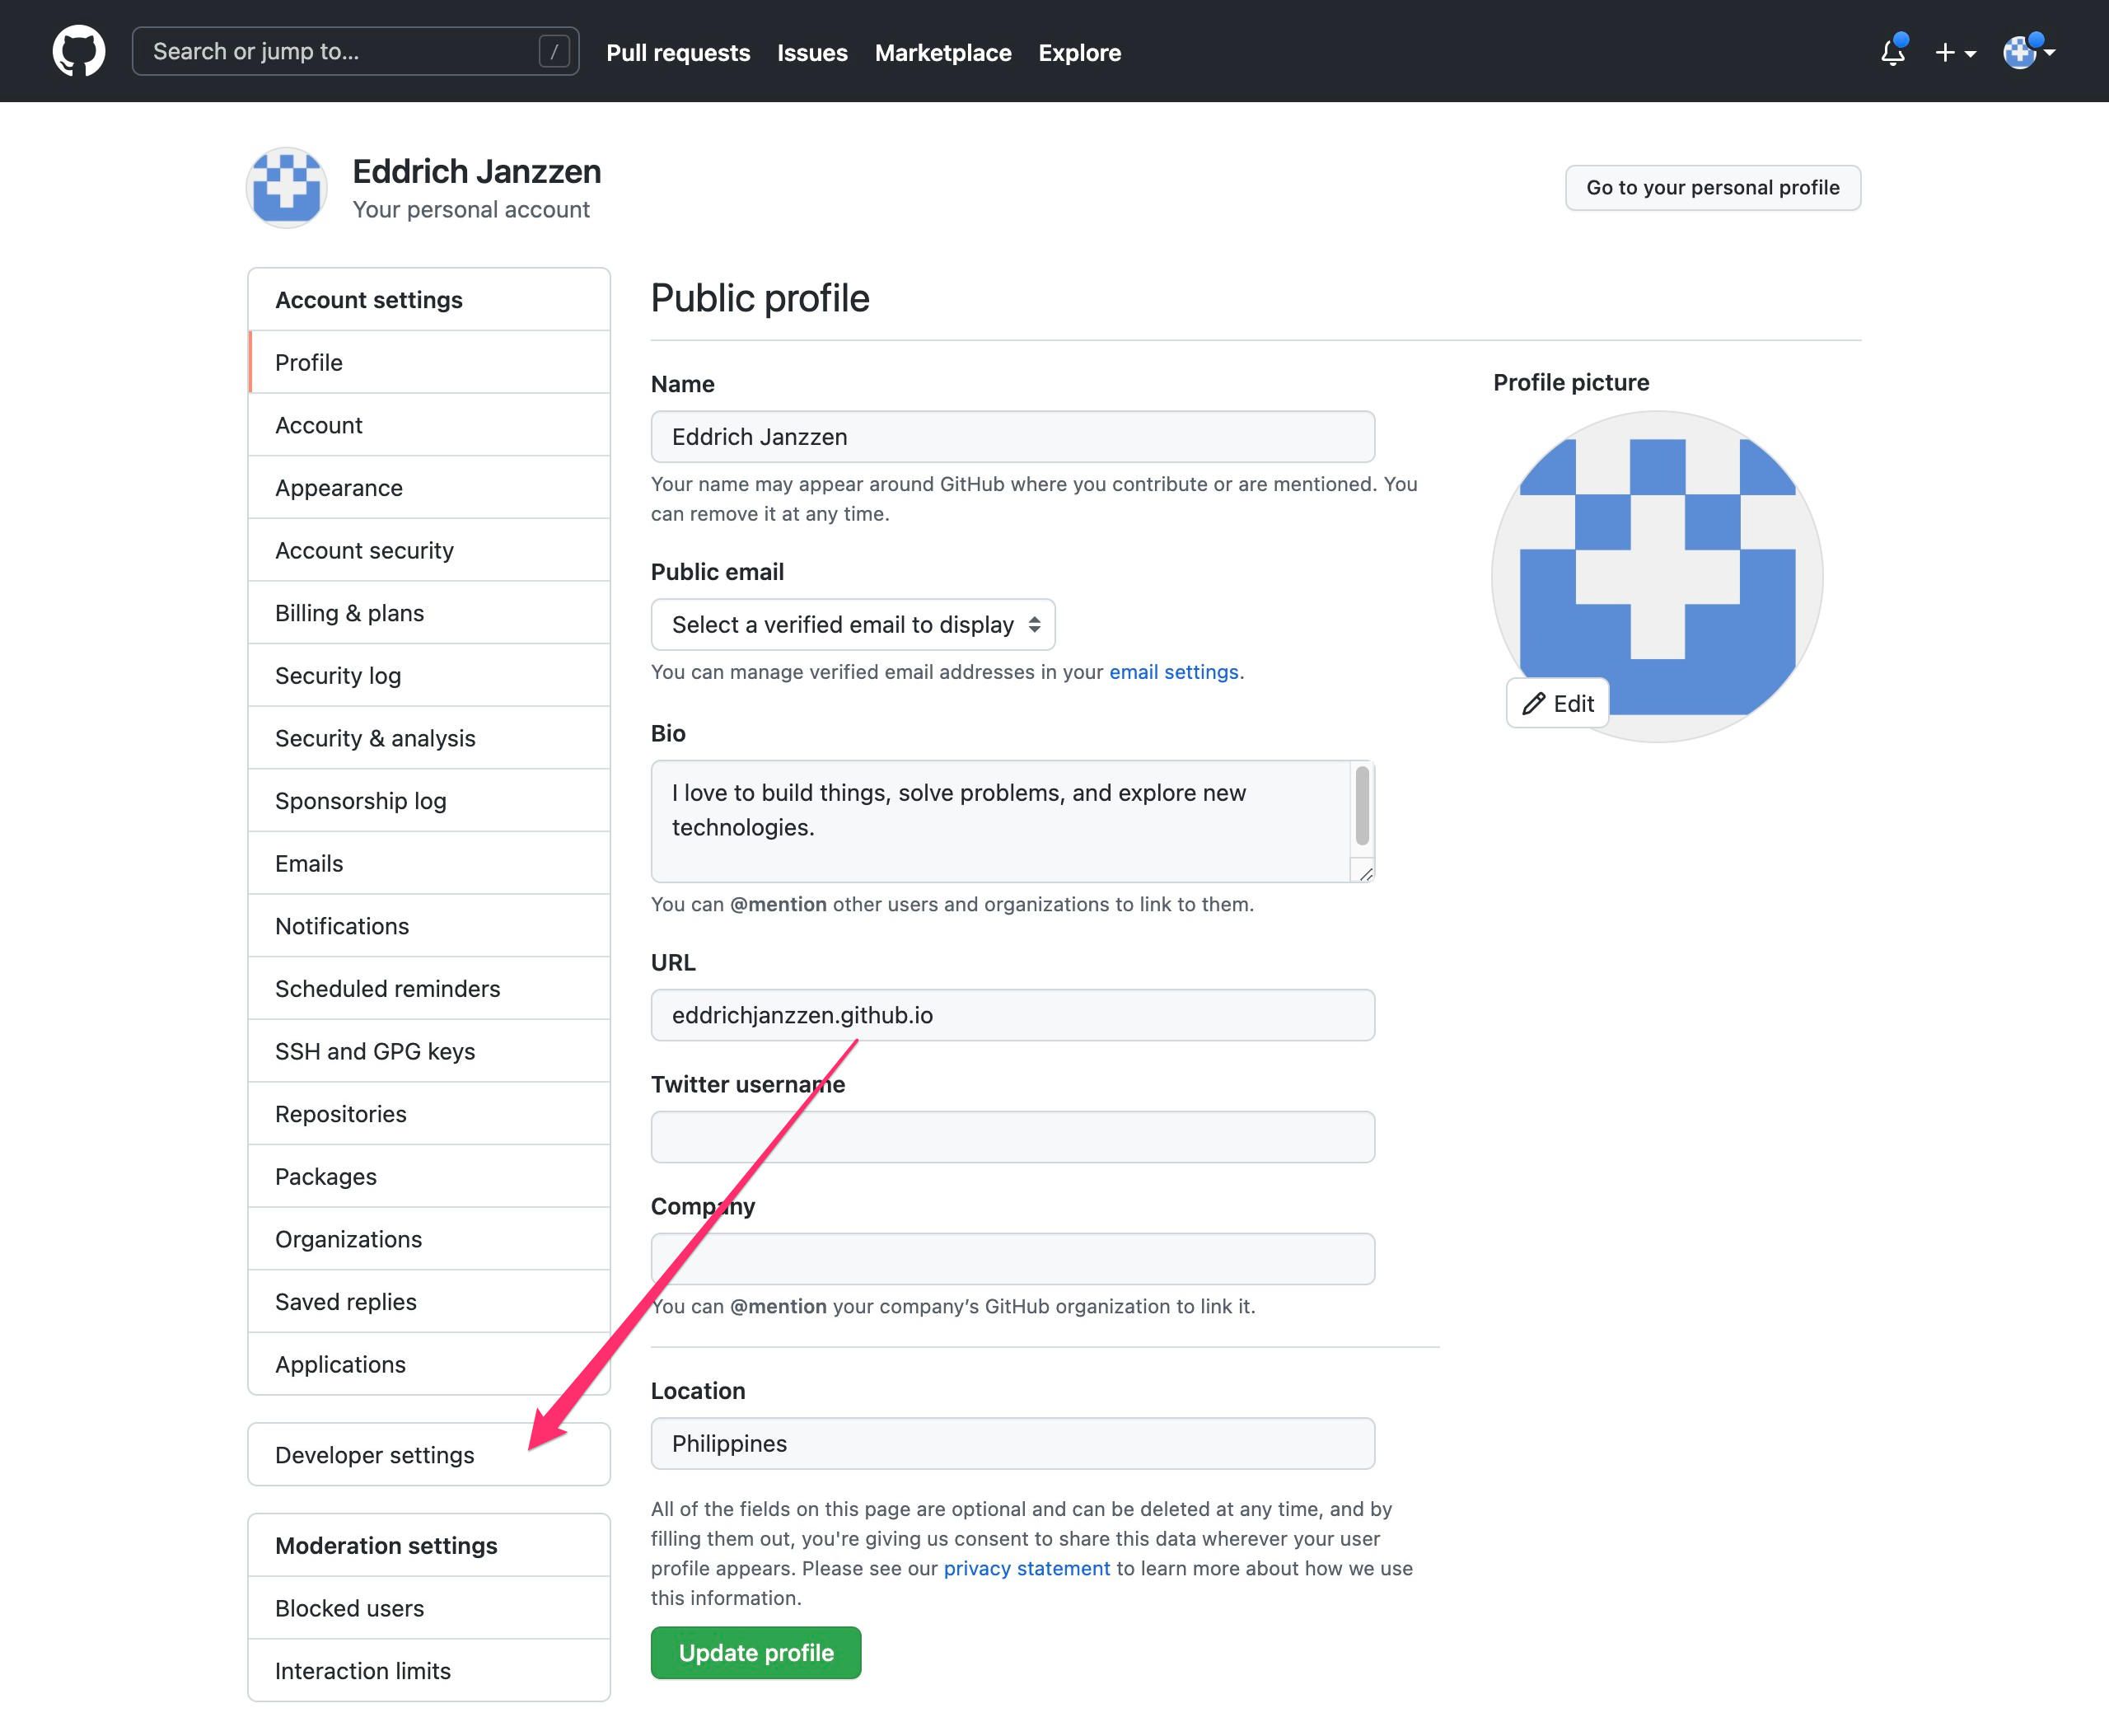 Search or jump to...
/
Pull requests
Issues
Marketplace
Explore
Eddrich Janzzen
Your personal account
Go to your personal profile
Account settings
Profile
Account
Appearance
Account security
Billing & plans
Security log
Security & analysis
Sponsorship log
Emails
Notifications
Scheduled reminders
SSH and GPG keys
Repositories
Packages
Organizations
Saved replies
Applications
Developer settings
Moderation settings
Blocked users
Interaction limits
Public profile
Name
Eddrich Janzzen
Your name may appear around GitHub where you contribute or are mentioned. You
can remove it at any time.
Public email
Select a verified email to display
You can manage verified email addresses in your email settings.
Bio
I love to build things, solve problems, and explore new
technologies.
You can @mention other users and organizations to link to them.
URL
eddrichjanzzen.github.io
Twitter username
Company
You can @mention your company’s GitHub organization to link it.
Location
Philippines
All of the fields on this page are optional and can be deleted at any time, and by
filling them out, you're giving us consent to share this data wherever your user
profile appears. Please see our privacy statement to learn more about how we use
this information.
Update profile
Profile picture
Edit